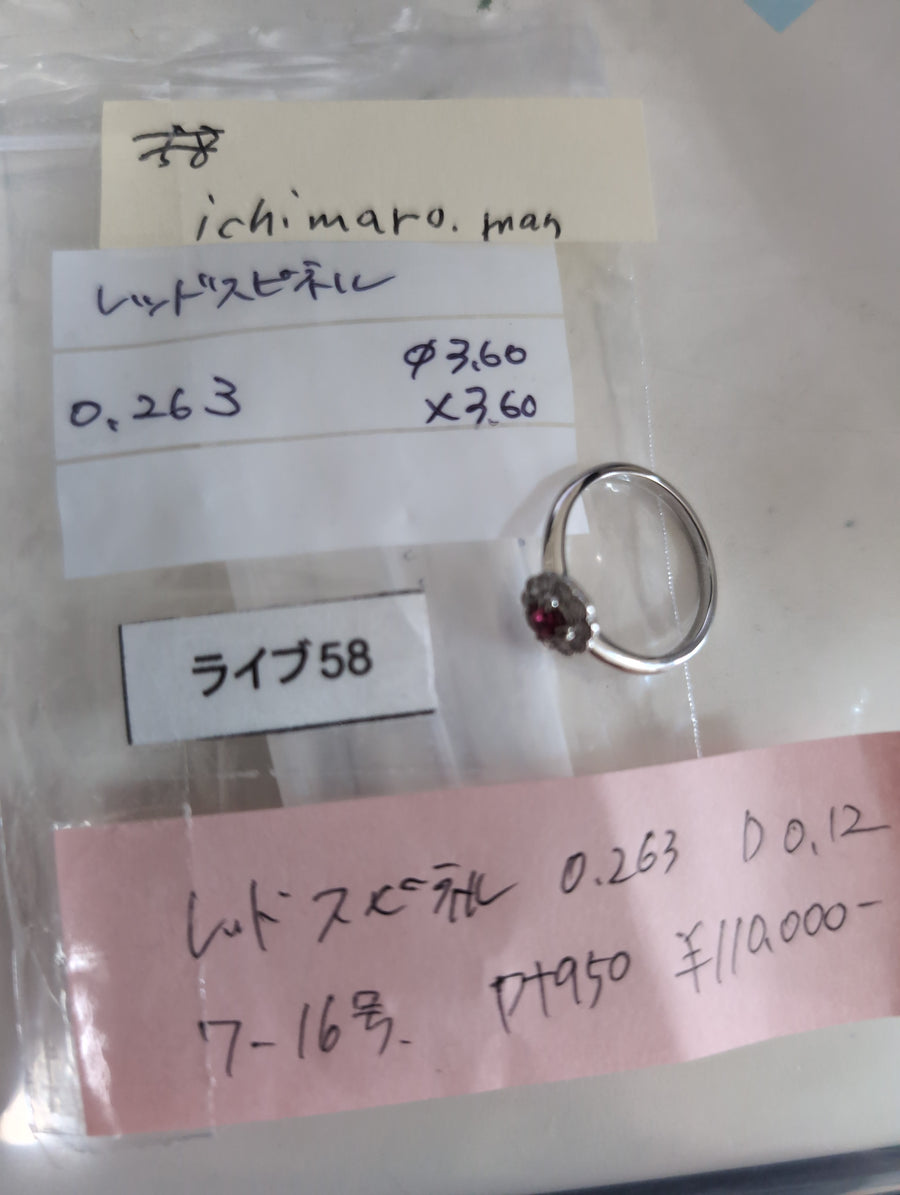 58
ichimaro.man
レッドスピネル
φ3.60
0.263 ×3.60
ライブ58
レッドスピネル 0.263 D0.12
7-16号. Pt950 ¥110,000-